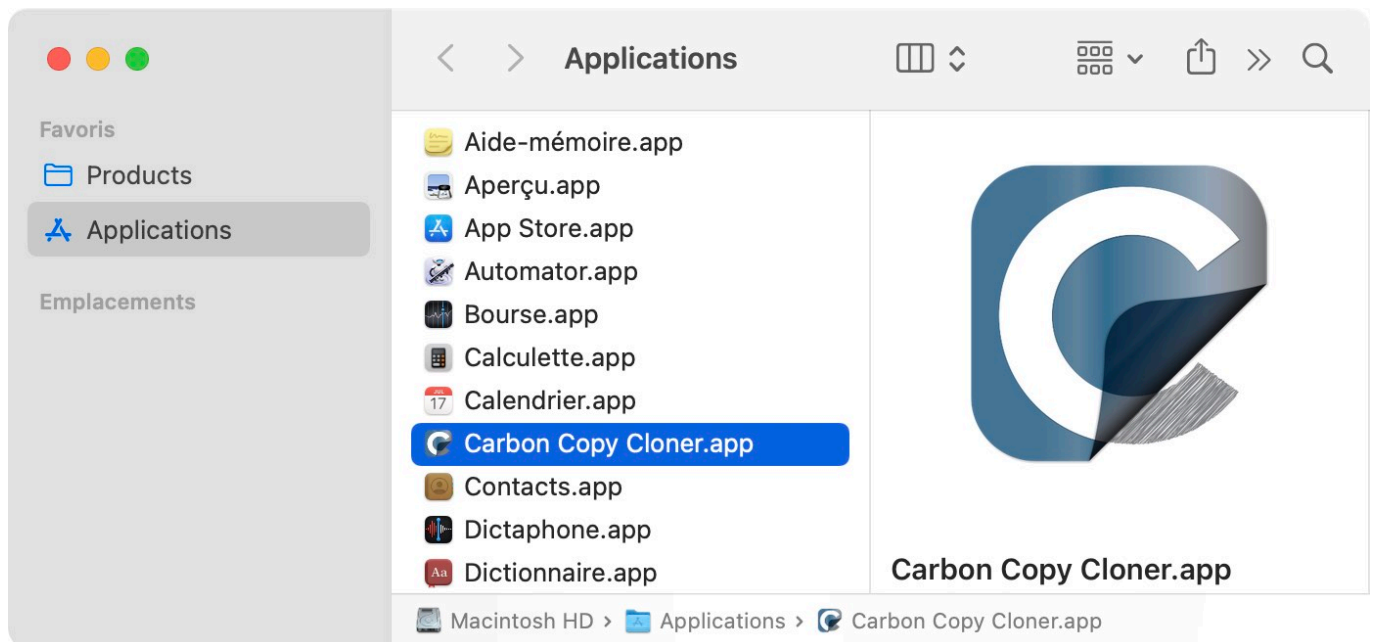 Applications
Favoris
Products
Applications
Emplacements
Aide-mémoire.app
Aperçu.app
App Store.app
Automator.app
Bourse.app
Calculette.app
Calendrier.app
Carbon Copy Cloner.app
Contacts.app
Dictaphone.app
Dictionnaire.app
Carbon Copy Cloner.app
Macintosh HD › Applications › Carbon Copy Cloner.app